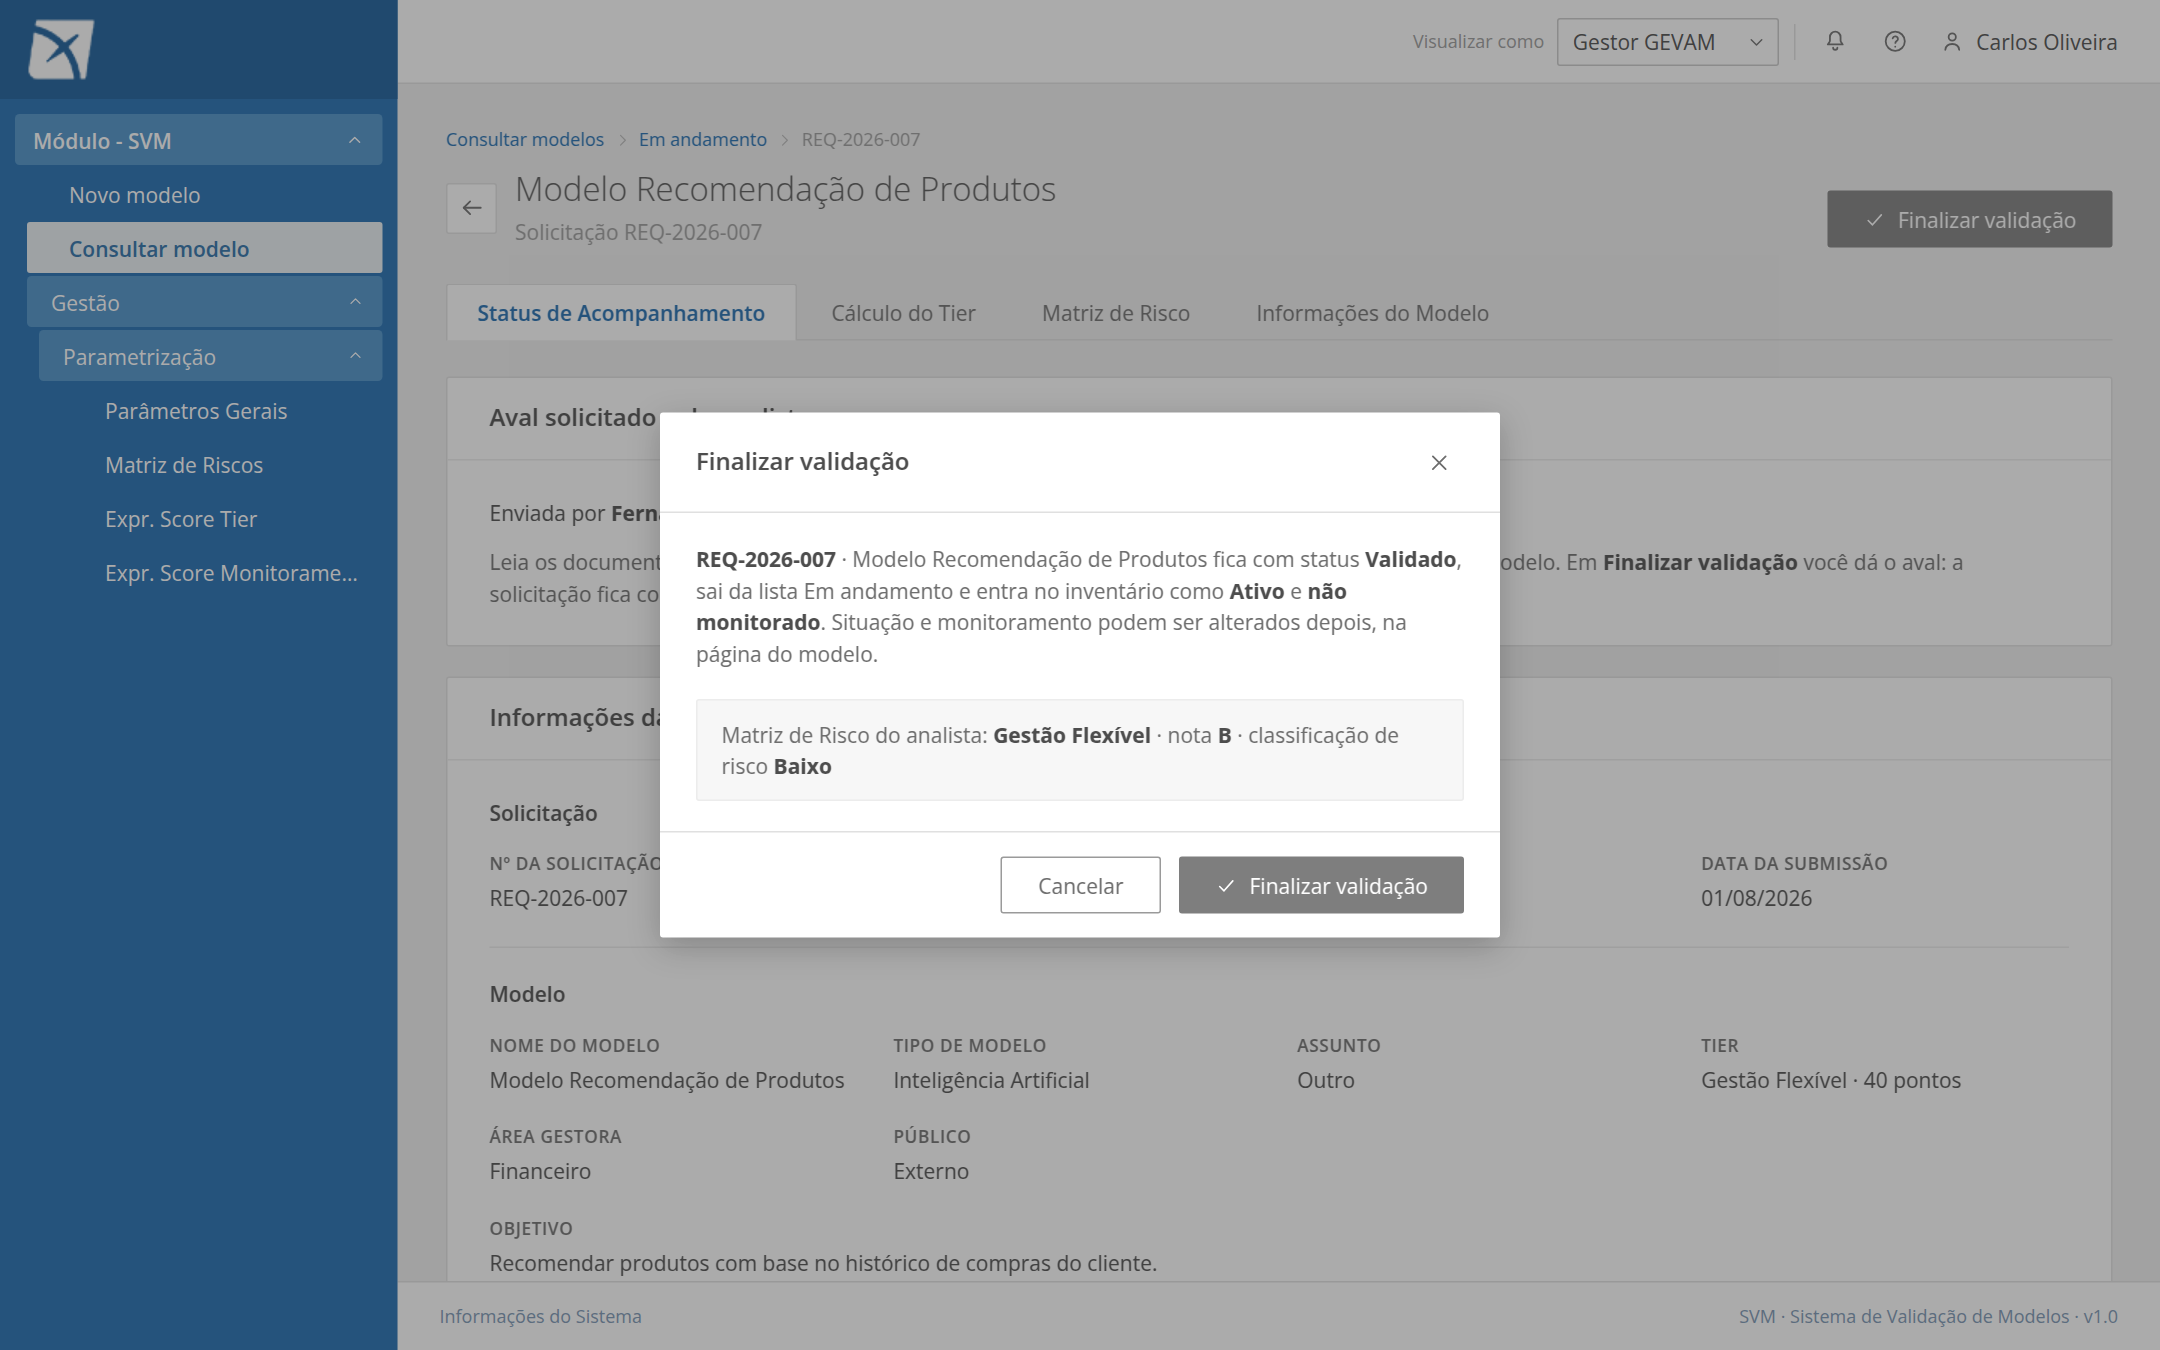 Visualizar como
Gestor GEVAM
Carlos Oliveira
Módulo - SVM
Novo modelo
Consultar modelo
Gestão
Parametrização
Parâmetros Gerais
Matriz de Riscos
Expr. Score Tier
Expr. Score Monitorame...
Consultar modelos
Em andamento
REQ-2026-007
Modelo Recomendação de Produtos
Solicitação REQ-2026-007
Finalizar validação
Status de Acompanhamento
Cálculo do Tier
Matriz de Risco
Informações do Modelo
Aval solicitado
Enviada por
Leia os
Em Finalizar validação você dá o aval: a
solicitação fica
Informações
Finalizar validação
REQ-2026-007 · Modelo Recomendação de Produtos fica com status Validado,
sai da lista Em andamento e entra no inventário como Ativo e não
monitorado. Situação e monitoramento podem ser alterados depois, na
página do modelo.
Matriz de Risco do analista: Gestão Flexível · nota B · classificação de
risco Baixo
Cancelar
Finalizar validação
Solicitação
Nº DA SOLICITAÇÃO
REQ-2026-007
DATA DA SUBMISSÃO
01/08/2026
Modelo
NOME DO MODELO
Modelo Recomendação de Produtos
TIPO DE MODELO
Inteligência Artificial
ASSUNTO
Outro
TIER
Gestão Flexível · 40 pontos
ÁREA GESTORA
Financeiro
PÚBLICO
Externo
OBJETIVO
Recomendar produtos com base no histórico de compras do cliente.
Informações do Sistema
SVM · Sistema de Validação de Modelos · v1.0